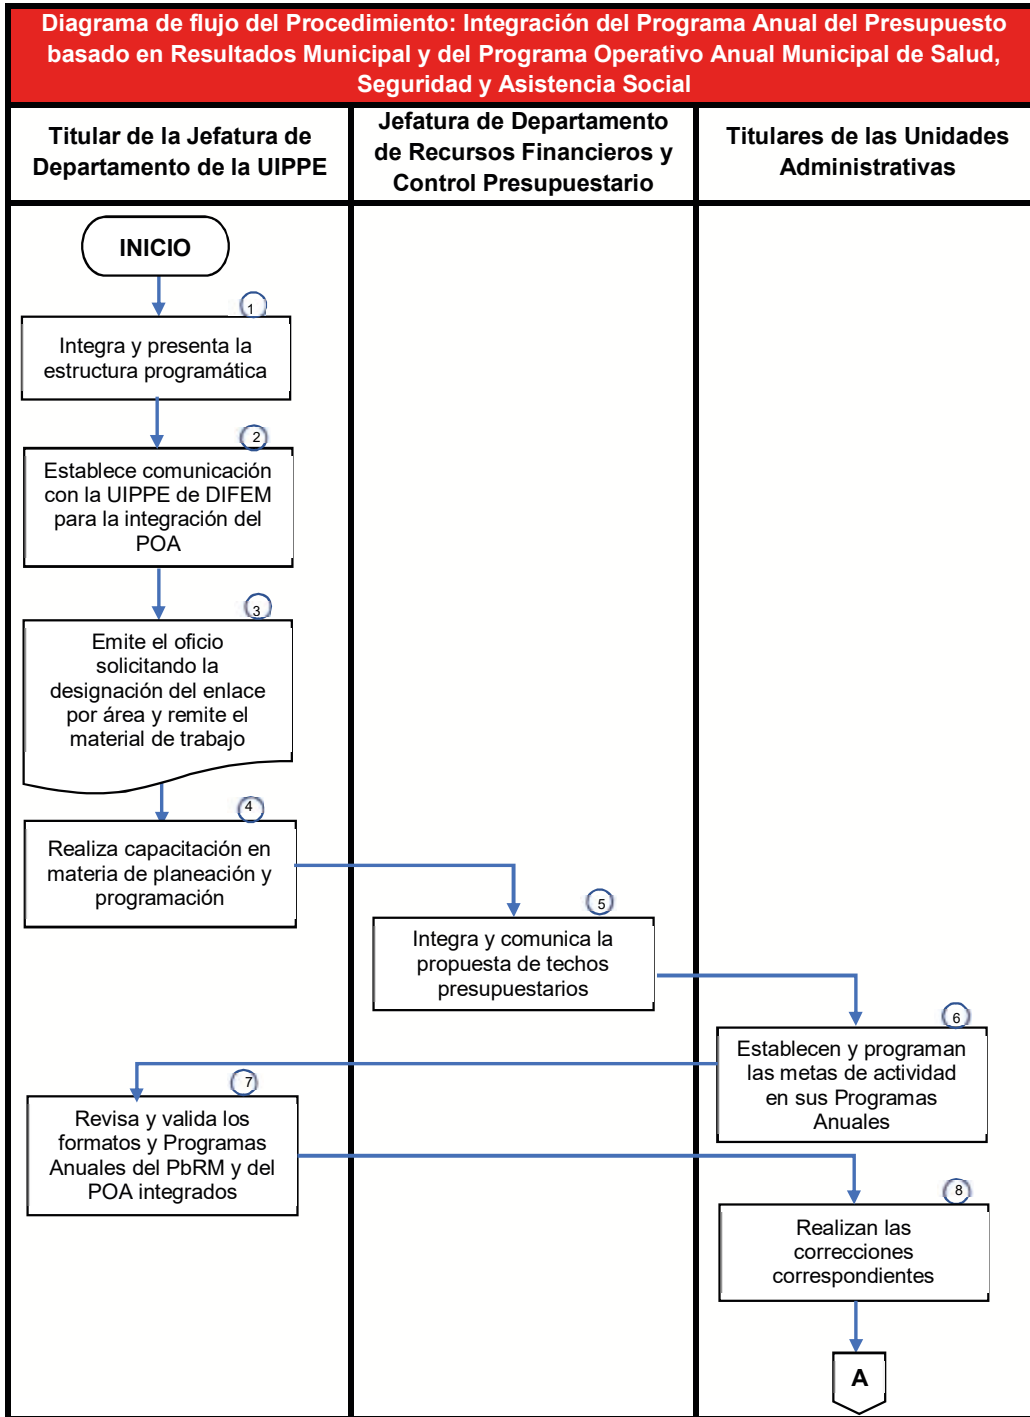 Diagrama de flujo del Procedimiento: Integración del Programa Anual del Presupuesto
basado en Resultados Municipal y del Programa Operativo Anual Municipal de Salud,
Seguridad y Asistencia Social
Titular de la Jefatura de
Departamento de la UIPPE
Jefatura de Departamento
de Recursos Financieros y
Control Presupuestario
Titulares de las Unidades
Administrativas
INICIO
1
Integra y presenta la
estructura programática
2
Establece comunicación
con la UIPPE de DIFEM
para la integración del
POA
3
Emite el oficio
solicitando la
designación del enlace
por área y remite el
material de trabajo
4
Realiza capacitación en
materia de planeación y
programación
5
Integra y comunica la
propuesta de techos
presupuestarios
6
Establecen y programan
las metas de actividad
en sus Programas
Anuales
7
Revisa y valida los
formatos y Programas
Anuales del PbRM y del
POA integrados
8
Realizan las
correcciones
correspondientes
A